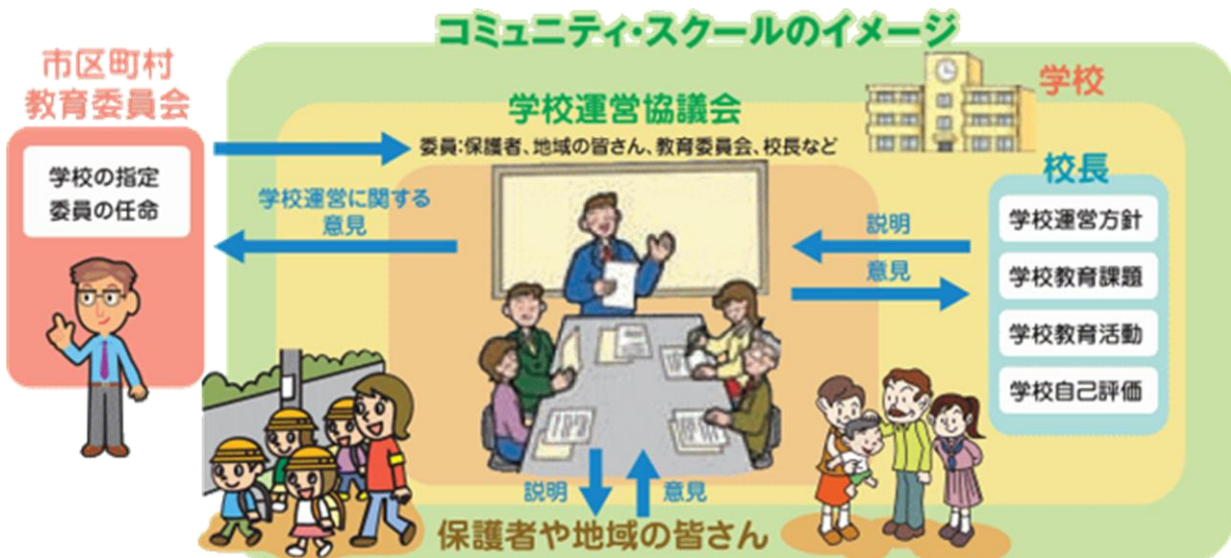 コミュニティ・スクールのイメージ
市区町村
教育委員会
学校の指定
委員の任命
学校
学校運営協議会
委員:保護者、地域の皆さん、教育委員会、校長など
学校運営に関する
意見
校長
学校運営方針
学校教育課題
学校教育活動
学校自己評価
説明
意見
説明
意見
保護者や地域の皆さん